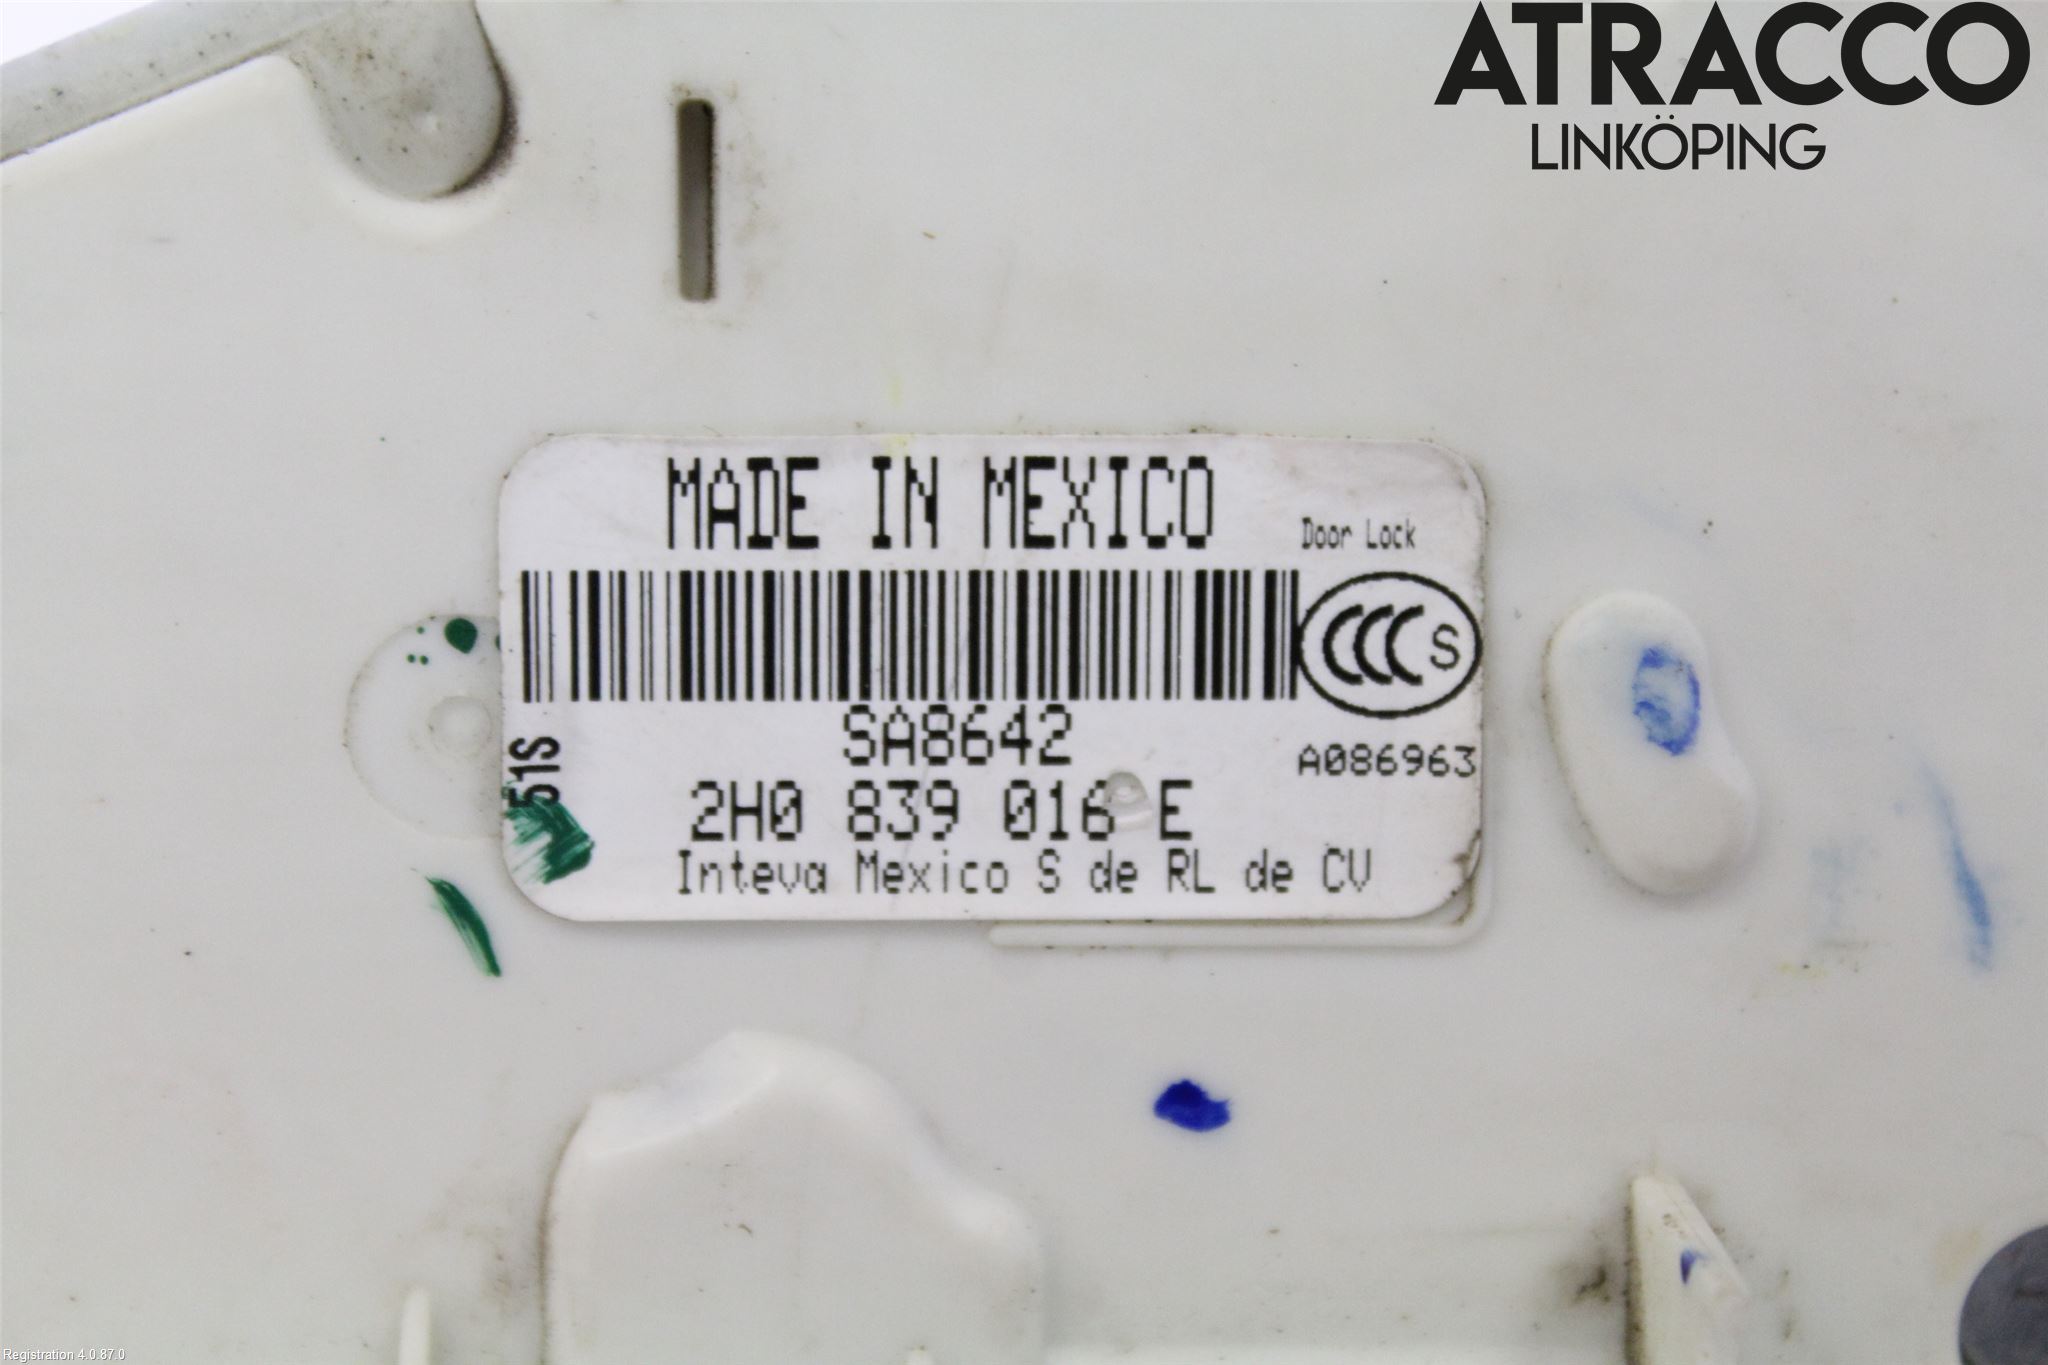 ATRACCO
LINKÖPING
MADE IN MEXICO
Door Lock
CCC S
SA8642
A086963
51S
2H0 839 016 E
Inteva Mexico S de RL de CV
Registration 4.0.87.0